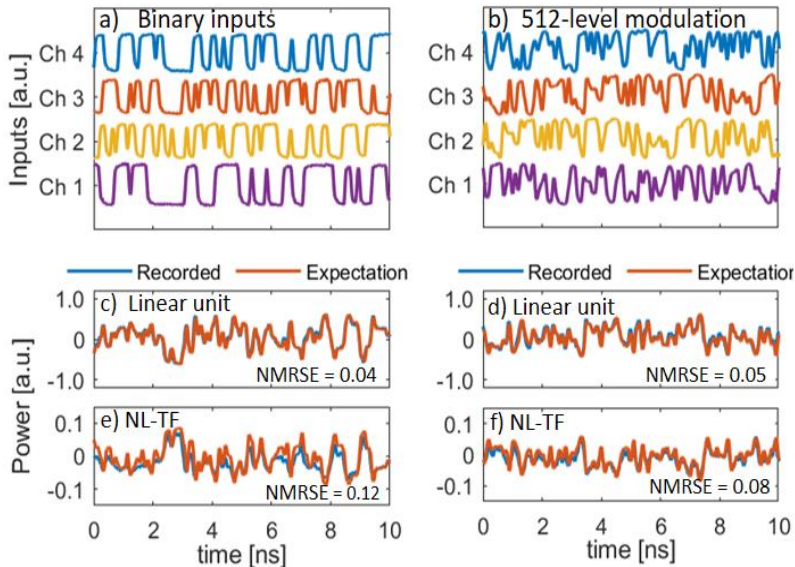 a) Binary inputs
b) 512-level modulation
Inputs [a.u.]
Ch 4
Ch 3
Ch 2
Ch 1
Ch 4
Ch 3
Ch 2
Ch 1
Recorded Expectation
Recorded Expectation
Power [a.u.]
c) Linear unit
1.0
0
-1.0
NMRSE = 0.04
d) Linear unit
1.0
0
-1.0
NMRSE = 0.05
e) NL-TF
0.1
0
-0.1
NMRSE = 0.12
f) NL-TF
0.1
0
-0.1
NMRSE = 0.08
0 2 4 6 8 10
time [ns]
0 2 4 6 8 10
time [ns]